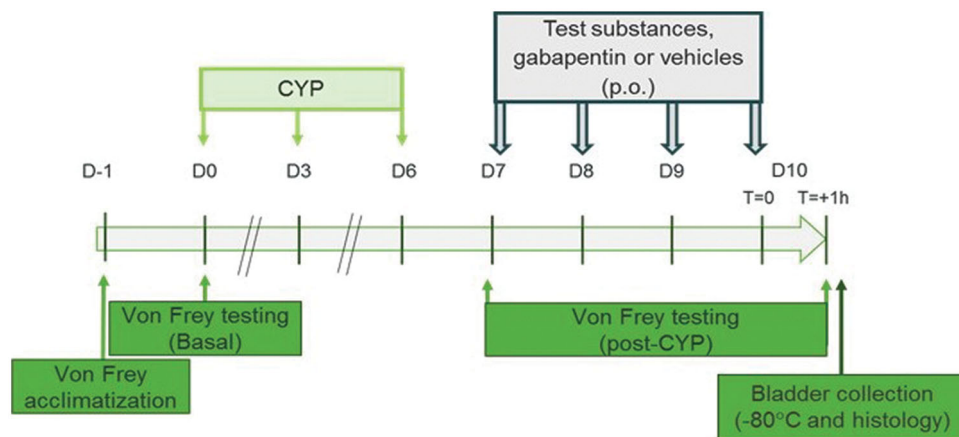 Test substances,
gabapentin or vehicles
(p.o.)
CYP
D-1 D0 D3 D6 D7 D8 D9 D10
T=0 T=+1h
Von Frey testing
(Basal)
Von Frey testing
(post-CYP)
Von Frey
acclimatization
Bladder collection
(-80°C and histology)